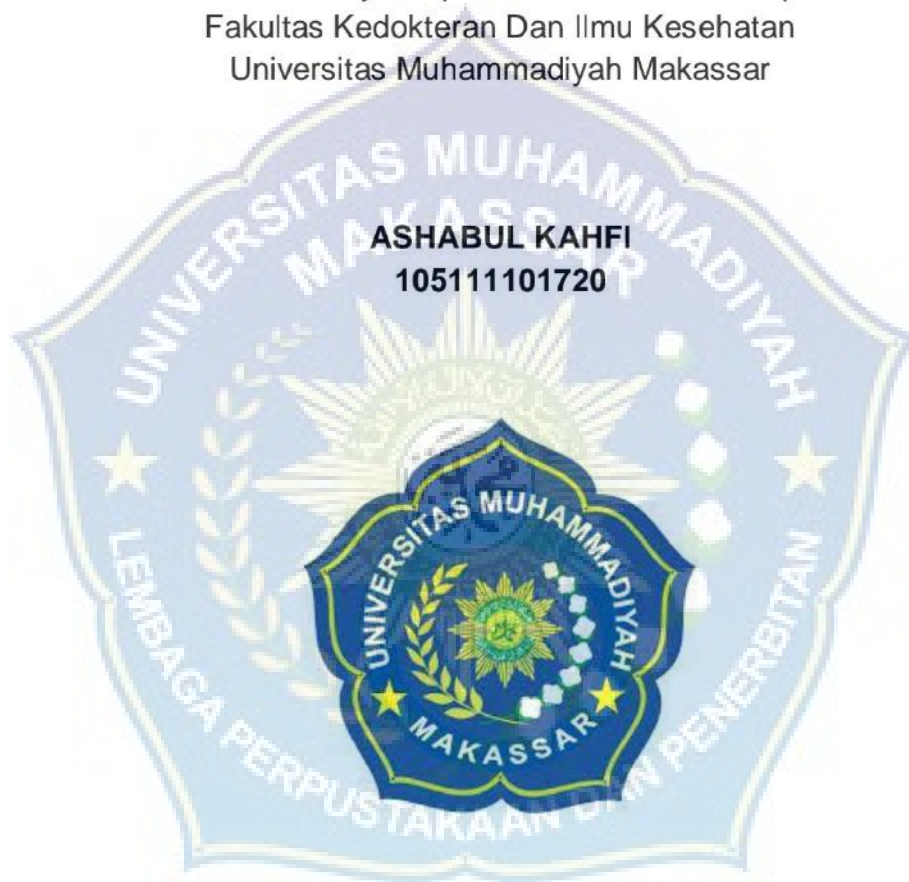 Fakultas Kedokteran Dan Ilmu Kesehatan
Universitas Muhammadiyah Makassar
UNIVERSITAS MUHAMMADIYAH
MAKASSAR
ASHABUL KAHFI
105111101720
UNIVERSITAS MUHAMMADIYAH
MAKASSAR
LEMBAGA PERPUSTAKAAN DAN PENERBITAN